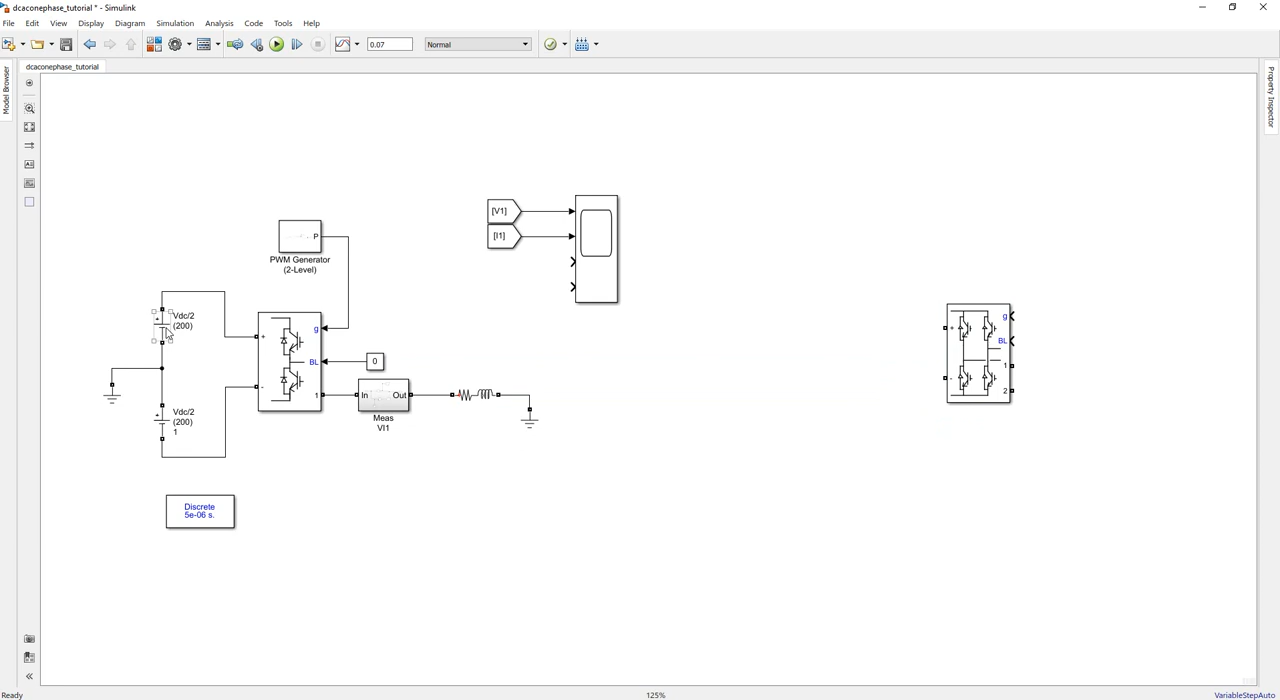 dcaconephase_tutorial * - Simulink
File Edit View Display Diagram Simulation Analysis Code Tools Help
0.07
Normal
dcaconephase_tutorial
Model Browser
Property Inspector
[V1]
[I1]
P
PWM Generator
(2-Level)
Vdc/2
(200)
+
g
+
BL
-
1
0
In
Out
Meas
VI1
Vdc/2
(200)
1
+
g
+
BL
-
1
2
Discrete
5e-06 s.
Ready
125%
VariableStepAuto